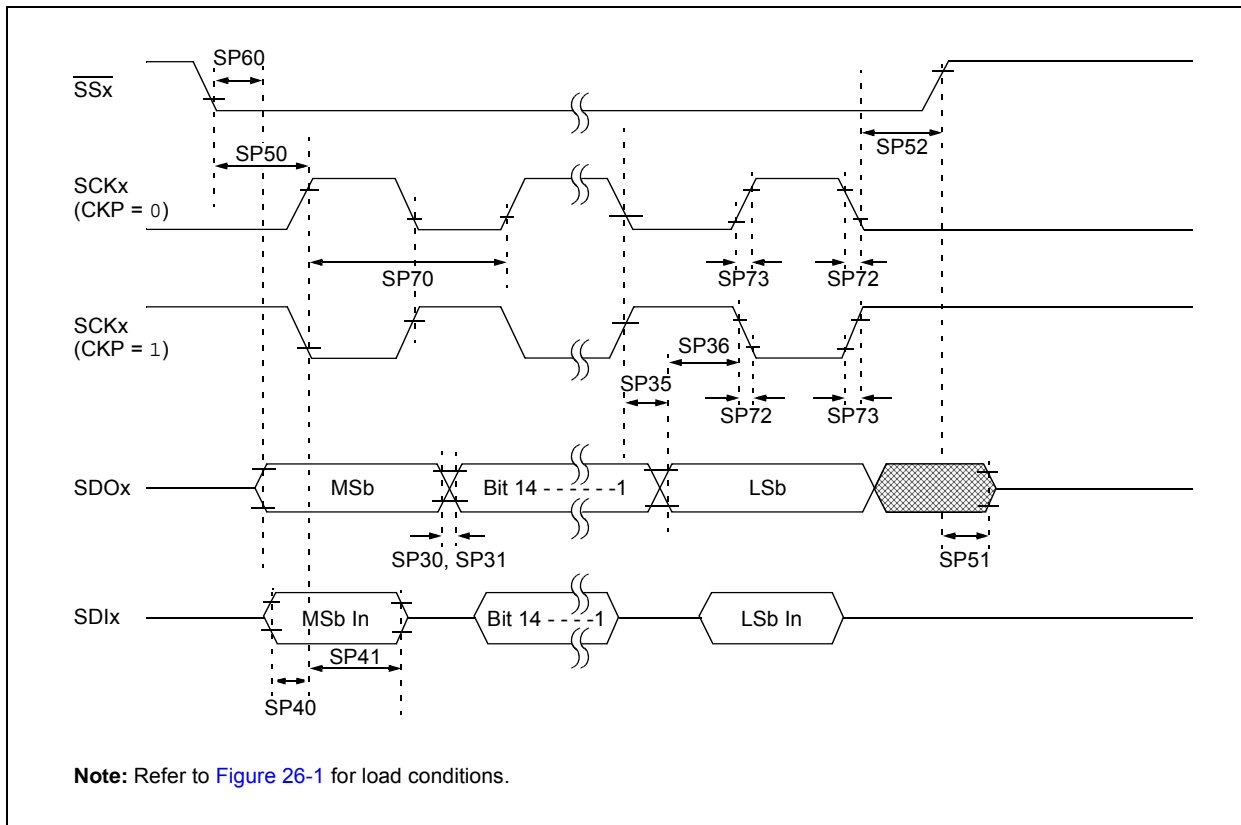 SP60
SSx
SP50
SP52
SCKx
(CKP = 0)
SP70
SP73
SP72
SCKx
(CKP = 1)
SP36
SP35
SP72
SP73
SDOx
MSb
Bit 14 - - - - - -1
LSb
SP30, SP31
SP51
SDIx
MSb In
Bit 14 - - - - -1
LSb In
SP41
SP40
Note: Refer to Figure 26-1 for load conditions.